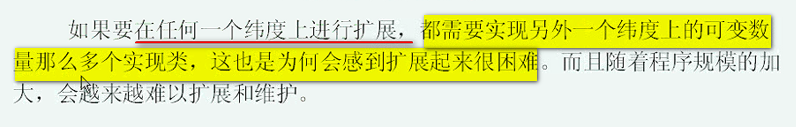 如果要在任何一个纬度上进行扩展，都需要实现另外一个纬度上的可变数
量那么多个实现类，这也是为何会感到扩展起来很困难。而且随着程序规模的加
大，会越来越难以扩展和维护。